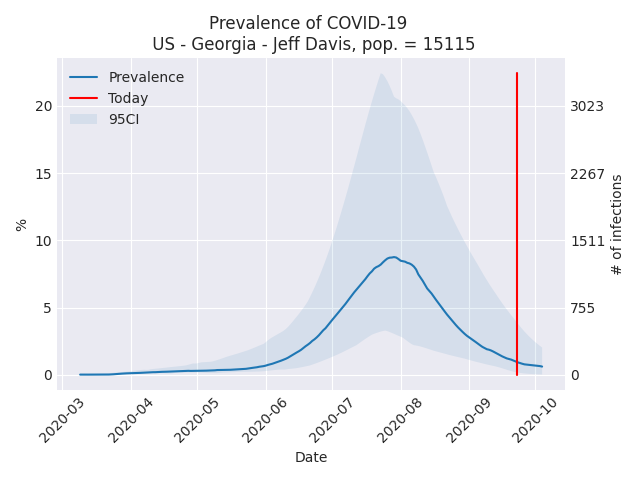 Prevalence of COVID-19
US - Georgia - Jeff Davis, pop. = 15115
Prevalence
Today
95CI
20
15
10
5
0
%
3023
2267
1511
755
0
# of infections
2020-03
2020-04
2020-05
2020-06
2020-07
2020-08
2020-09
2020-10
Date